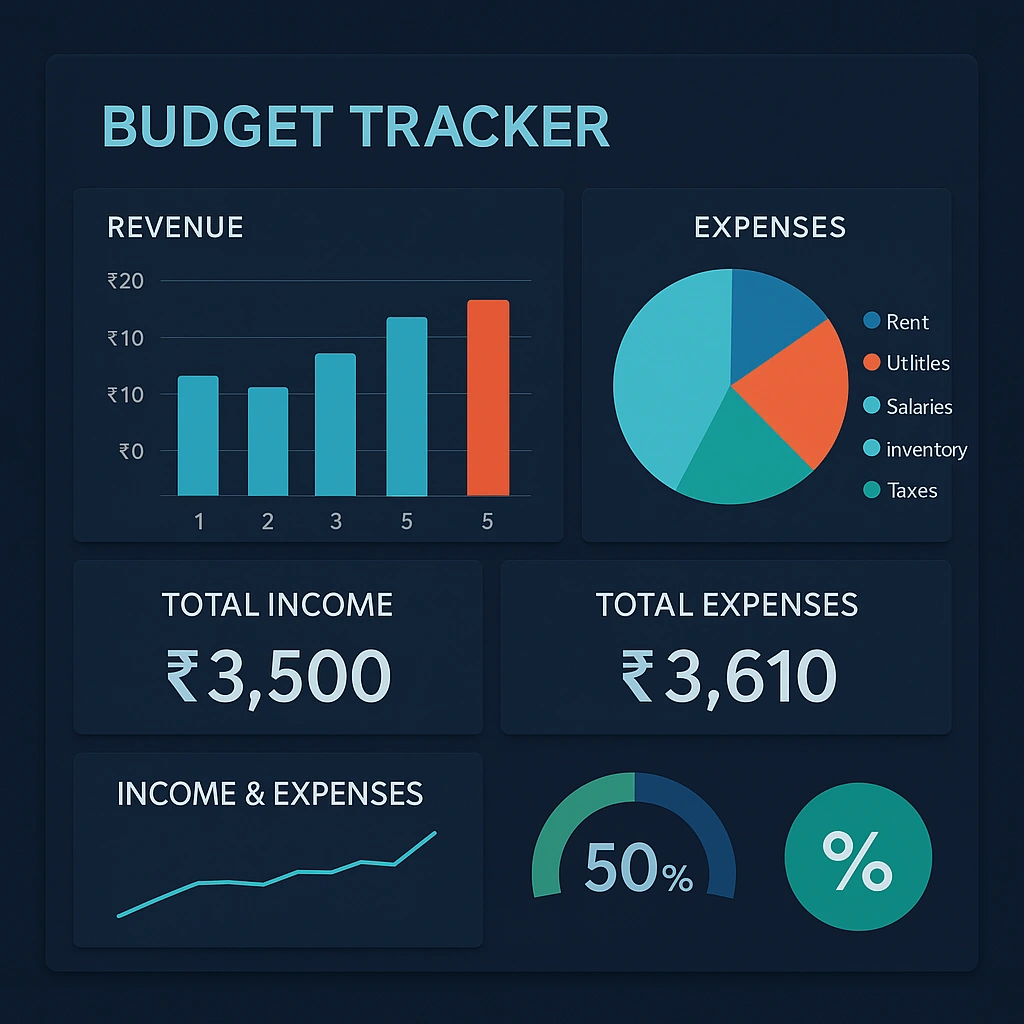 BUDGET TRACKER
REVENUE
₹20
₹10
₹10
₹0
1 2 3 5 5
EXPENSES
Rent
Utlitles
Salaries
inventory
Taxes
TOTAL INCOME
₹3,500
TOTAL EXPENSES
₹3,610
INCOME & EXPENSES
50%
%